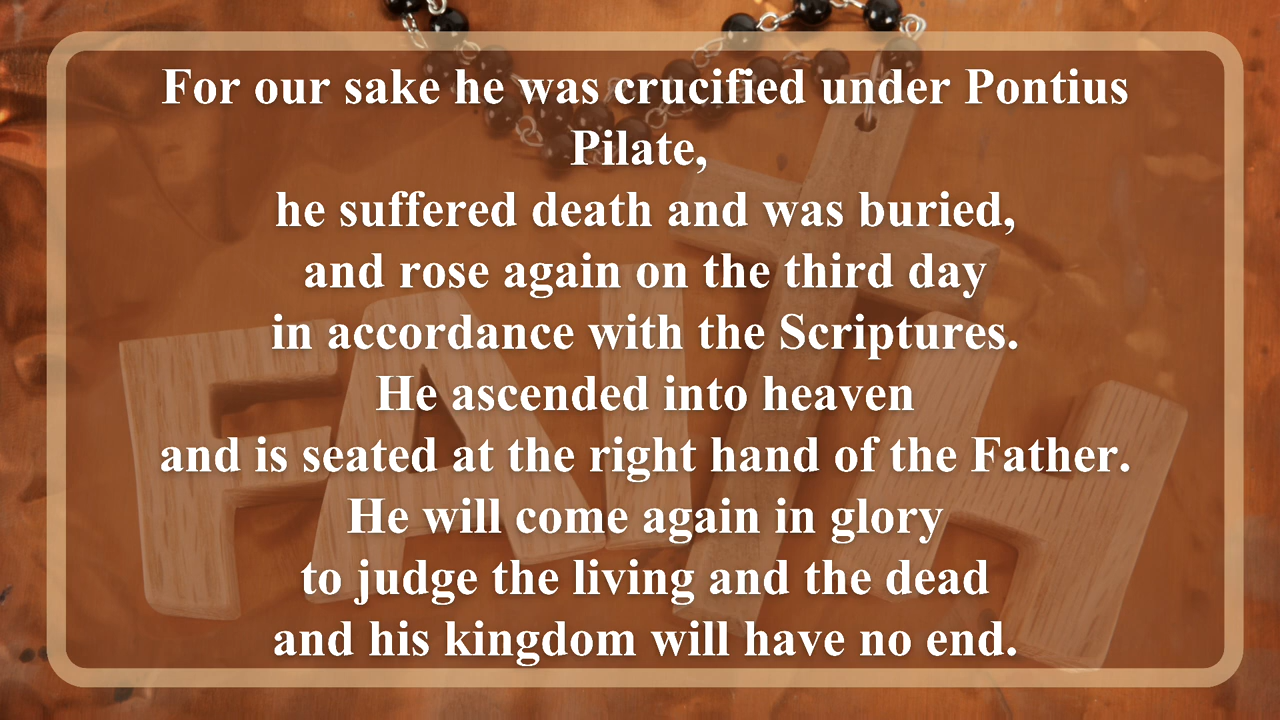 For our sake he was crucified under Pontius
Pilate,
he suffered death and was buried,
and rose again on the third day
in accordance with the Scriptures.
He ascended into heaven
and is seated at the right hand of the Father.
He will come again in glory
to judge the living and the dead
and his kingdom will have no end.
FAITH